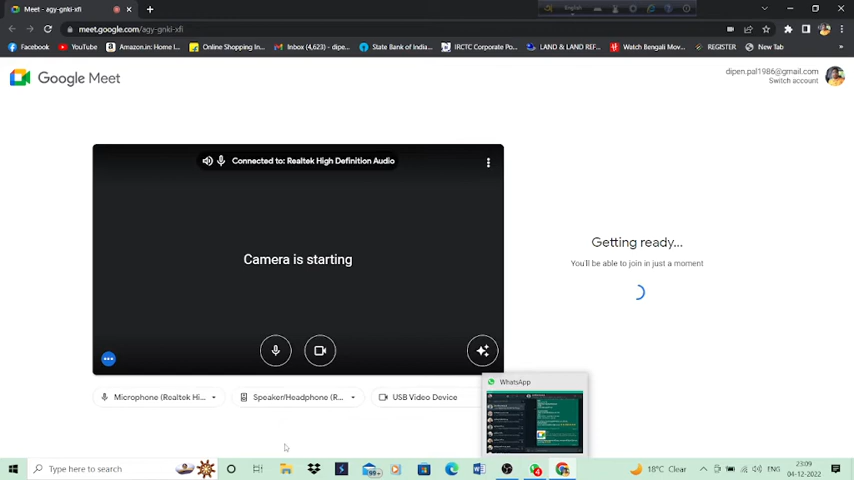 Meet - agy-gnki-xfi
English
meet.google.com/agy-gnki-xfi
Facebook
YouTube
Amazon.in: Home I...
Online Shopping In...
Inbox (4,623) - dipe...
State Bank of India...
IRCTC Corporate Po...
LAND & LAND REF...
Watch Bengali Mov...
REGISTER
New Tab
Google Meet
dipen.pal1986@gmail.com
Switch account
Connected to: Realtek High Definition Audio
Camera is starting
Getting ready...
You'll be able to join in just a moment
Microphone (Realtek Hi...
Speaker/Headphone (R...
USB Video Device
WhatsApp
Type here to search
99+
4
18°C Clear
ENG
23:09
04-12-2022